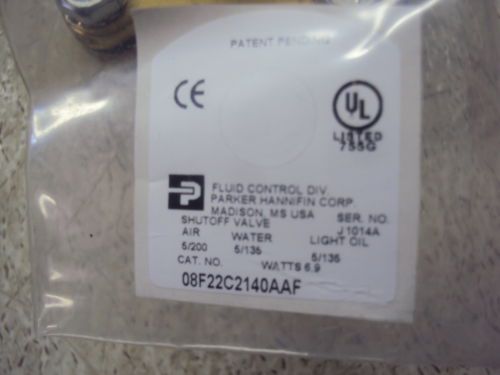 PATENT PENDING
CE
UL
LISTED
755G
FLUID CONTROL DIV.
PARKER HANNIFIN CORP
MADISON, MS USA
SHUTOFF VALVE SER. NO.
AIR WATER LIGHT OIL J1014A
5/200 5/135 5/135
CAT. NO. WATTS 6.9
08F22C2140AAF